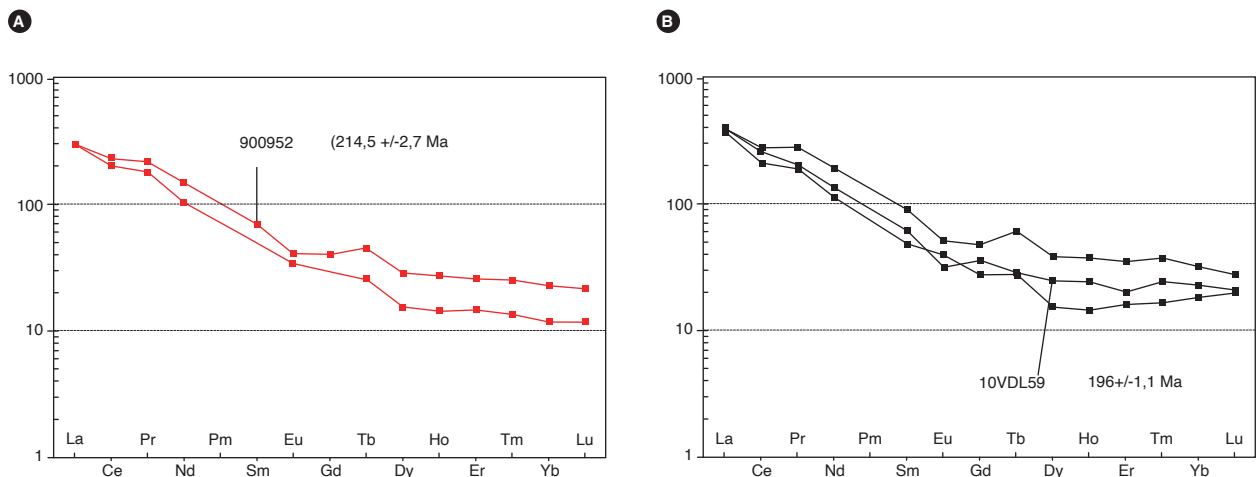 A
1000
100
10
1
900952 (214,5 +/-2,7 Ma
La Pr Pm Eu Tb Ho Tm Lu
Ce Nd Sm Gd Dy Er Yb
B
1000
100
10
1
10VDL59 196+/-1,1 Ma
La Pr Pm Eu Tb Ho Tm Lu
Ce Nd Sm Gd Dy Er Yb